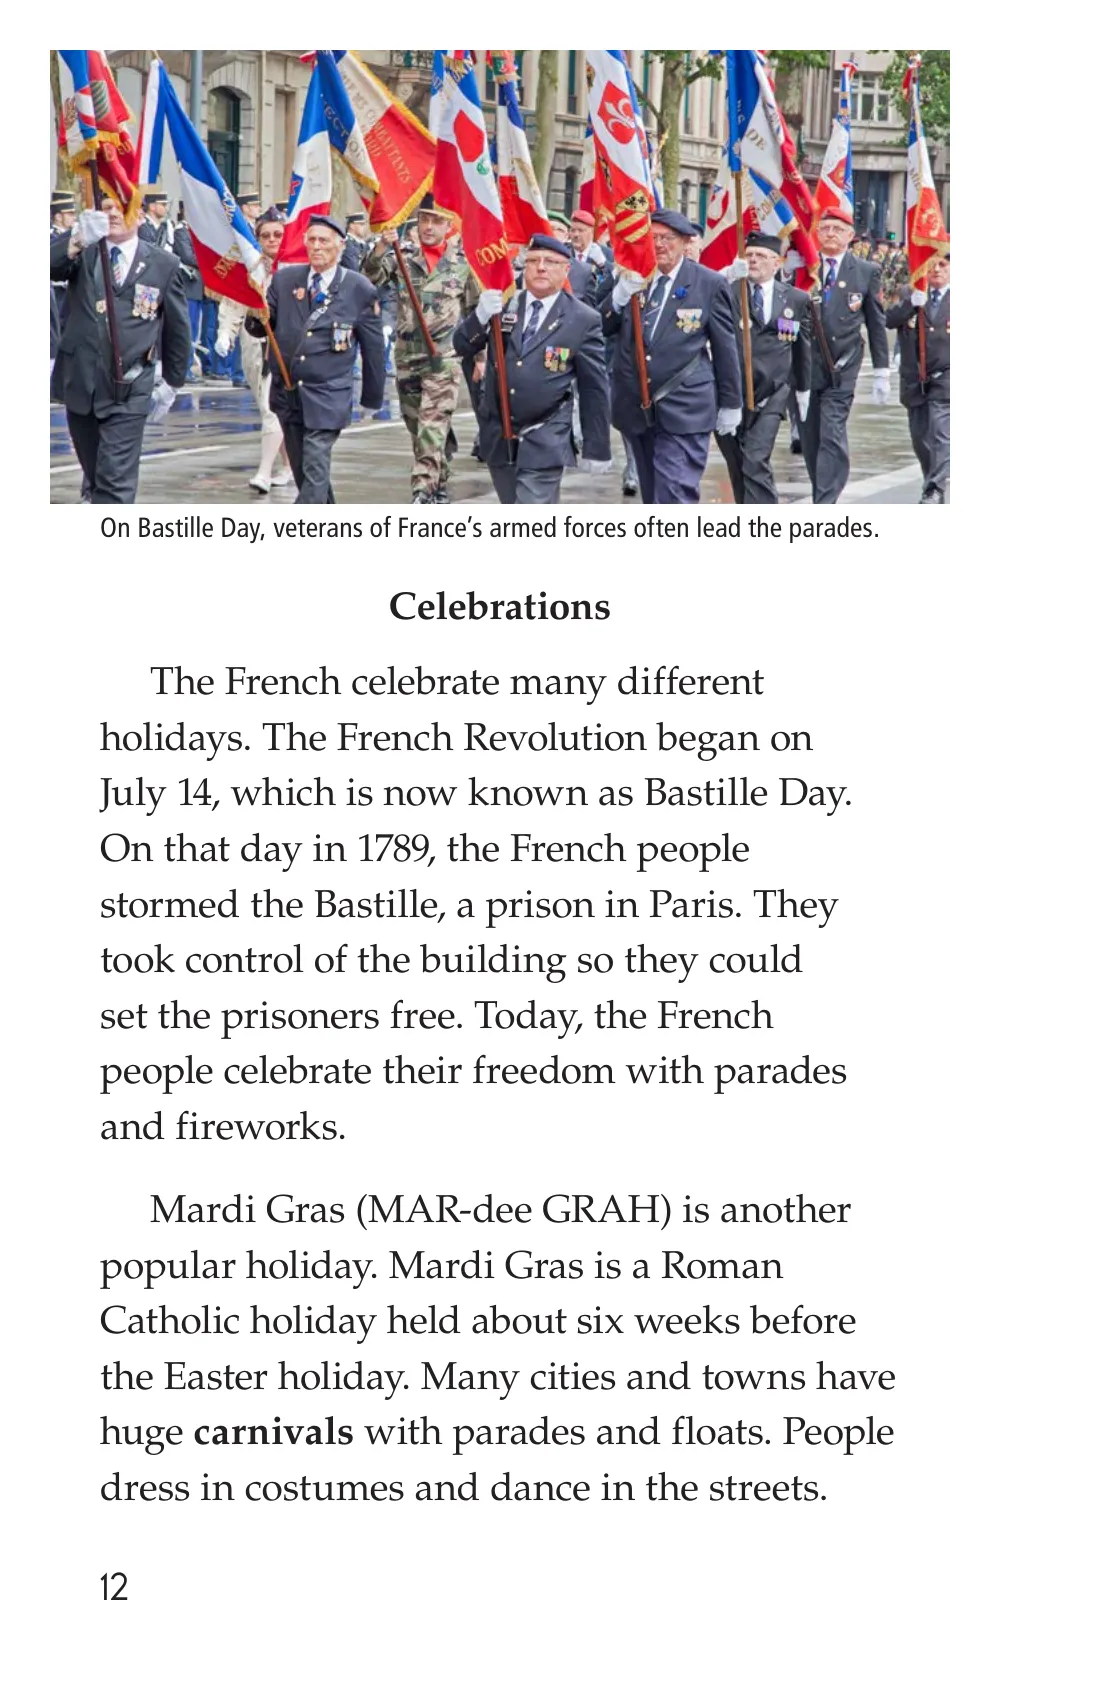 COM
On Bastille Day, veterans of France's armed forces often lead the parades.
Celebrations
The French celebrate many different
holidays. The French Revolution began on
July 14, which is now known as Bastille Day.
On that day in 1789, the French people
stormed the Bastille, a prison in Paris. They
took control of the building so they could
set the prisoners free. Today, the French
people celebrate their freedom with parades
and fireworks.
Mardi Gras (MAR-dee GRAH) is another
popular holiday. Mardi Gras is a Roman
Catholic holiday held about six weeks before
the Easter holiday. Many cities and towns have
huge carnivals with parades and floats. People
dress in costumes and dance in the streets.
12